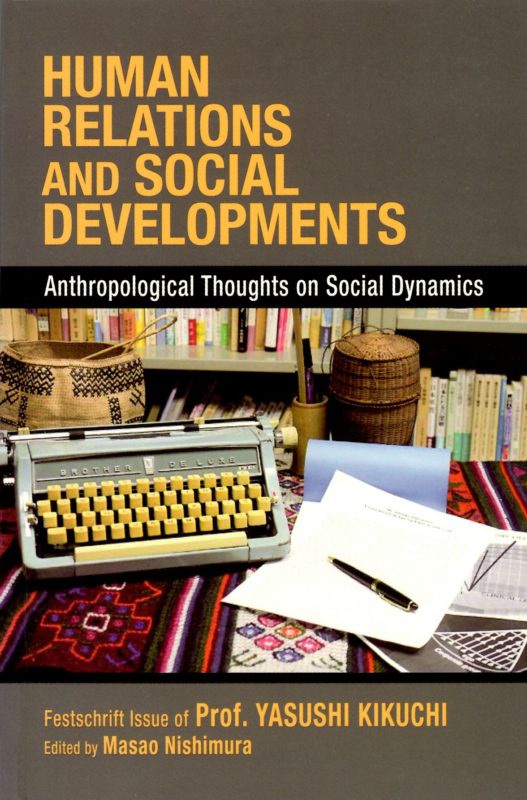 HUMAN
RELATIONS
AND SOCIAL
DEVELOPMENTS
Anthropological Thoughts on Social Dynamics
BROTHER DE LUXE
Festschrift Issue of Prof. YASUSHI KIKUCHI
Edited by Masao Nishimura